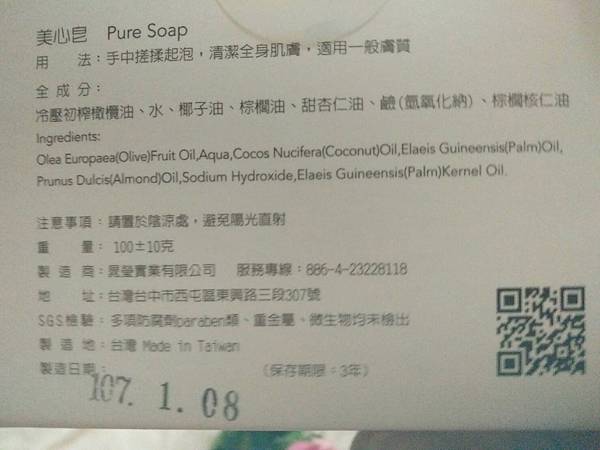 美心皂 Pure Soap
用 法：手中搓揉起泡，清潔全身肌膚，適用一般膚質
全成分：
冷壓初榨橄欖油、水、椰子油、棕櫚油、甜杏仁油、鹼(氫氧化納)、棕櫚核仁油
Ingredients:
Olea Europaea(Olive)Fruit Oil,Aqua,Cocos Nucifera(Coconut)Oil,Elaeis Guineensis(Palm)Oil,
Prunus Dulcis(Almond)Oil,Sodium Hydroxide,Elaeis Guineensis(Palm)Kernel Oil.
注意事項：請置於陰涼處，避免陽光直射
重 量：100±10克
製造商：晁瑩實業有限公司 服務專線：886-4-23228118
地 址：台灣台中市西屯區東興路三段307號
SGS檢驗：多項防腐劑paraben類、重金屬、微生物均未檢出
製造地：台灣 Made in Taiwan
製造日期： (保存期限：3年)
107. 1. 08